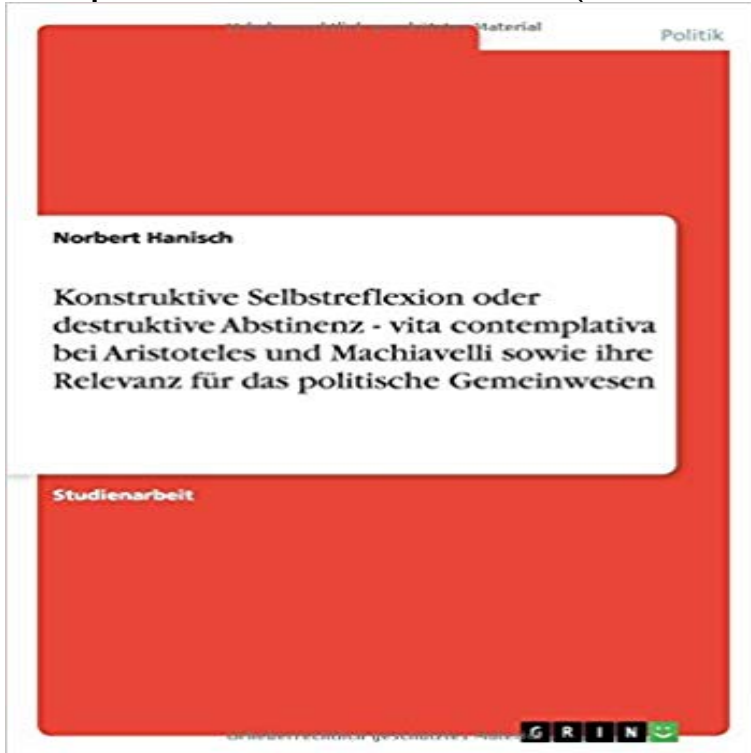 Material
Politik
Norbert Hanisch
Konstruktive Selbstreflexion oder
destruktive Abstinenz - vita contemplativa
bei Aristoteles und Machiavelli sowie ihre
Relevanz für das politische Gemeinwesen
Studienarbeit
GRIN